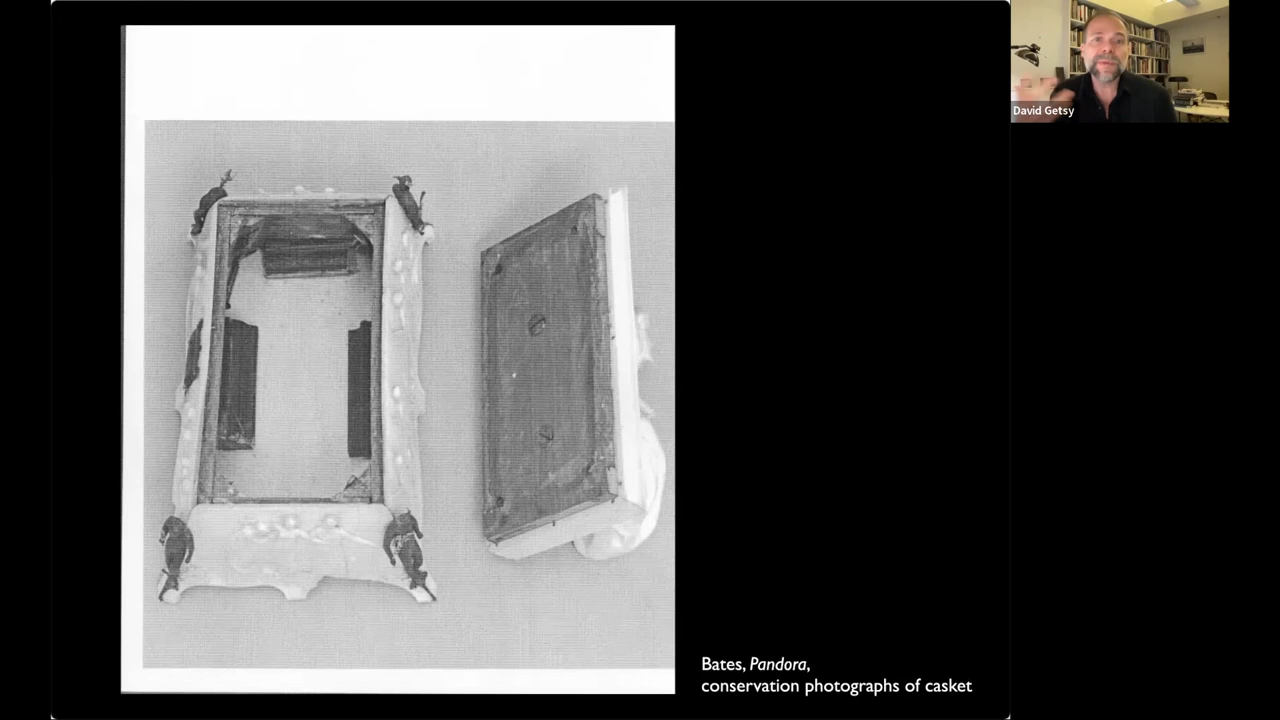 David Getsy
Bates, Pandora,
conservation photographs of casket